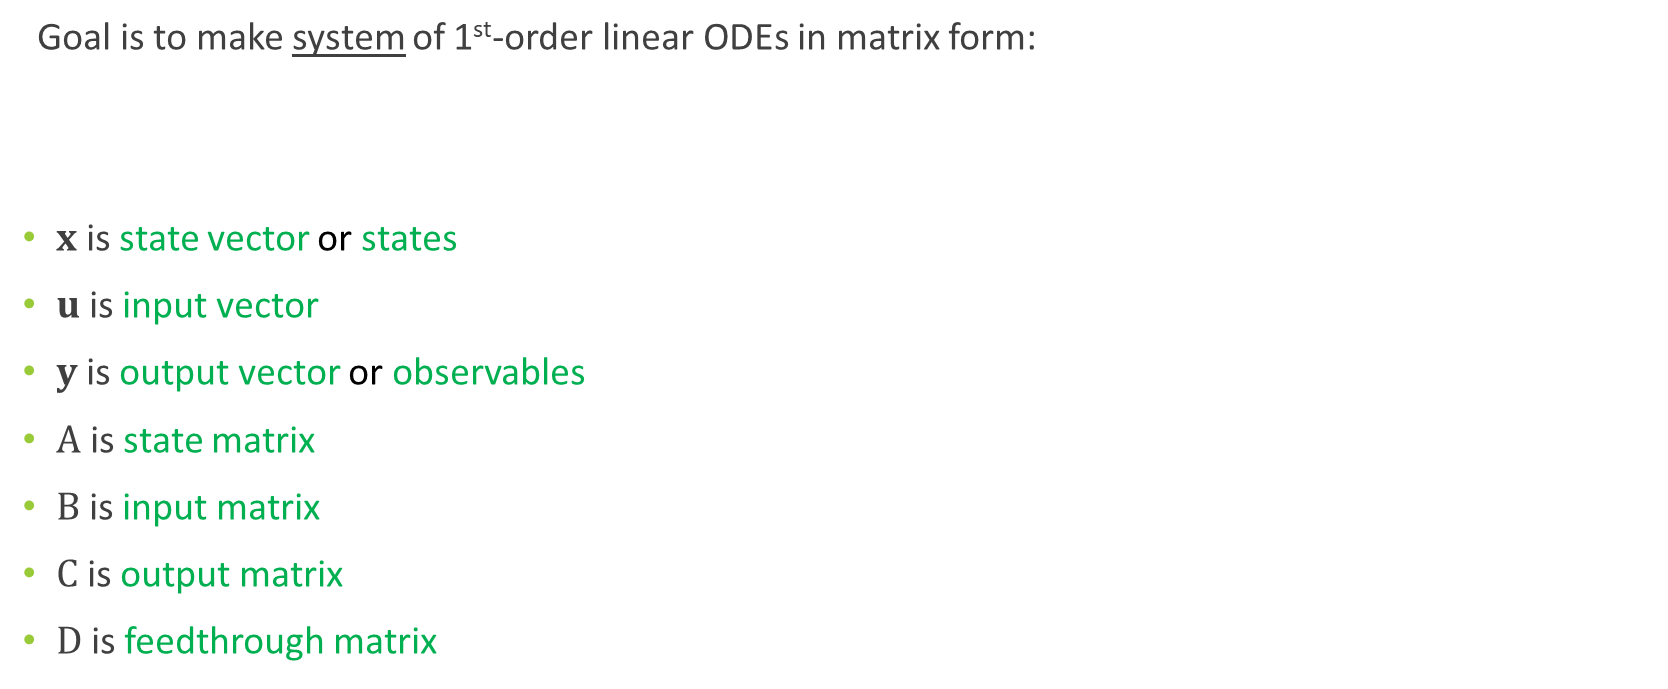 Goal is to make system of 1st-order linear ODEs in matrix form:
• x is state vector or states
• u is input vector
• y is output vector or observables
• A is state matrix
• B is input matrix
• C is output matrix
• D is feedthrough matrix